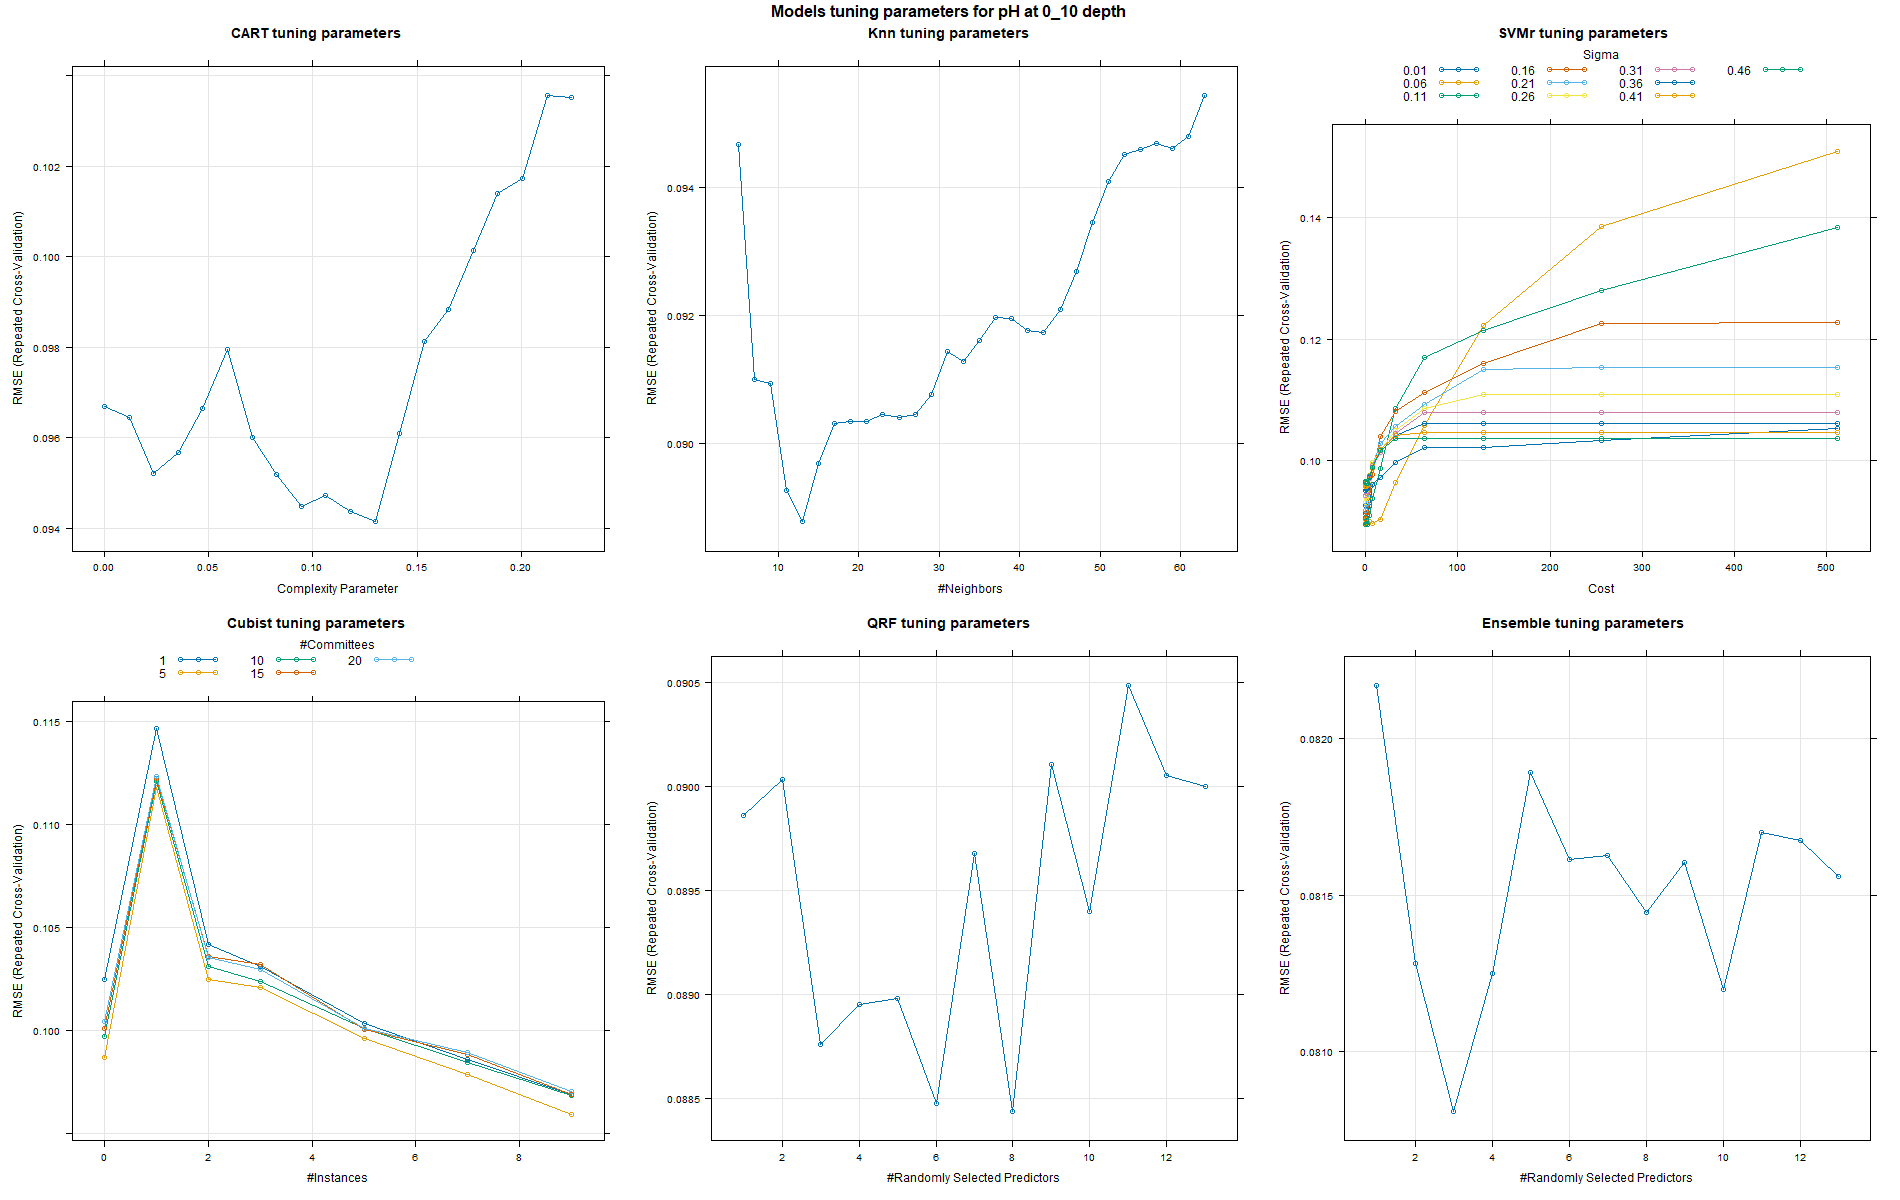 Models tuning parameters for pH at 0_10 depth
CART tuning parameters
0.102
0.100
0.098
0.096
0.094
RMSE (Repeated Cross-Validation)
0.00 0.05 0.10 0.15 0.20
Complexity Parameter
Knn tuning parameters
0.094
0.092
0.090
RMSE (Repeated Cross-Validation)
10 20 30 40 50 60
#Neighbors
SVMr tuning parameters
Sigma
0.01 0.16 0.31 0.46
0.06 0.21 0.36
0.11 0.26 0.41
0.14
0.12
0.10
RMSE (Repeated Cross-Validation)
0 100 200 300 400 500
Cost
Cubist tuning parameters
#Committees
1 10 20
5 15
0.115
0.110
0.105
0.100
RMSE (Repeated Cross-Validation)
0 2 4 6 8
#Instances
QRF tuning parameters
0.0905
0.0900
0.0895
0.0890
0.0885
RMSE (Repeated Cross-Validation)
2 4 6 8 10 12
#Randomly Selected Predictors
Ensemble tuning parameters
0.0820
0.0815
0.0810
RMSE (Repeated Cross-Validation)
2 4 6 8 10 12
#Randomly Selected Predictors